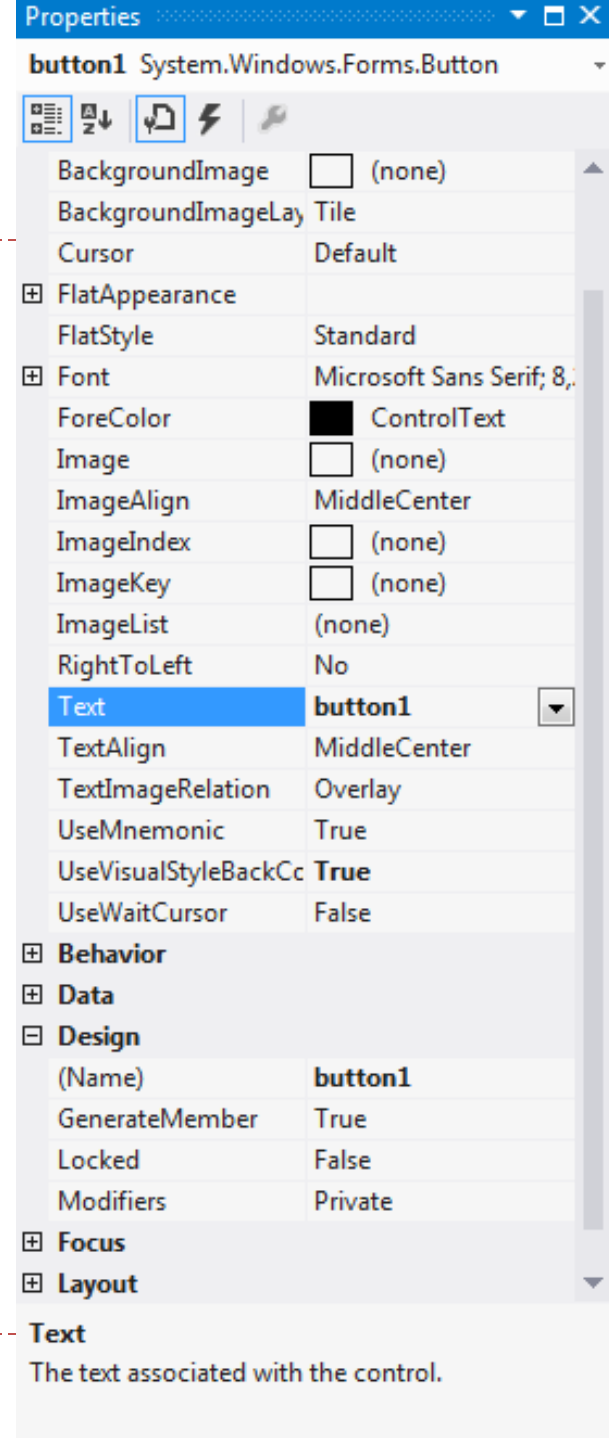 Properties
button1 System.Windows.Forms.Button
BackgroundImage (none)
BackgroundImageLay Tile
Cursor Default
FlatAppearance
FlatStyle Standard
Font Microsoft Sans Serif; 8,
ForeColor ControlText
Image (none)
ImageAlign MiddleCenter
ImageIndex (none)
ImageKey (none)
ImageList (none)
RightToLeft No
Text button1
TextAlign MiddleCenter
TextImageRelation Overlay
UseMnemonic True
UseVisualStyleBackCo True
UseWaitCursor False
Behavior
Data
Design
(Name) button1
GenerateMember True
Locked False
Modifiers Private
Focus
Layout
Text
The text associated with the control.